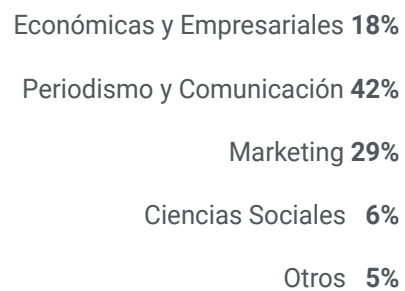 Económicas y Empresariales 18%
Periodismo y Comunicación 42%
Marketing 29%
Ciencias Sociales 6%
Otros 5%